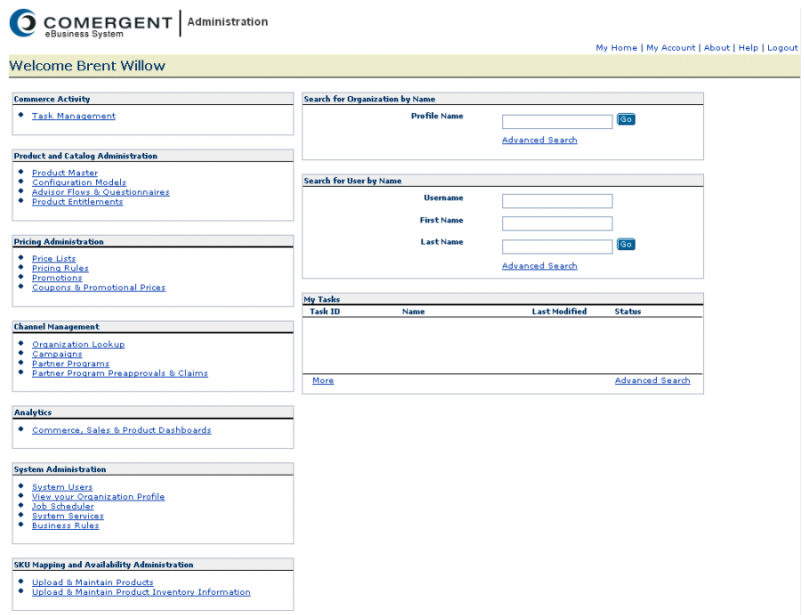 COMERGENT
eBusiness System
Administration
My Home | My Account | About | Help | Logout
Welcome Brent Willow
Commerce Activity
Task Management
Product and Catalog Administration
Product Master
Configuration Models
Advisor Flows & Questionnaires
Product Entitlements
Pricing Administration
Price Lists
Pricing Rules
Promotions
Coupons & Promotional Prices
Channel Management
Organization Lookup
Campaigns
Partner Programs
Partner Program Preapprovals & Claims
Analytics
Commerce, Sales & Product Dashboards
System Administration
System Users
View your Organization Profile
Job Scheduler
System Services
Business Rules
SKU Mapping and Availability Administration
Upload & Maintain Products
Upload & Maintain Product Inventory Information
Search for Organization by Name
Profile Name Go
Advanced Search
Search for User by Name
Username
First Name
Last Name Go
Advanced Search
My Tasks
Task ID Name Last Modified Status
More Advanced Search